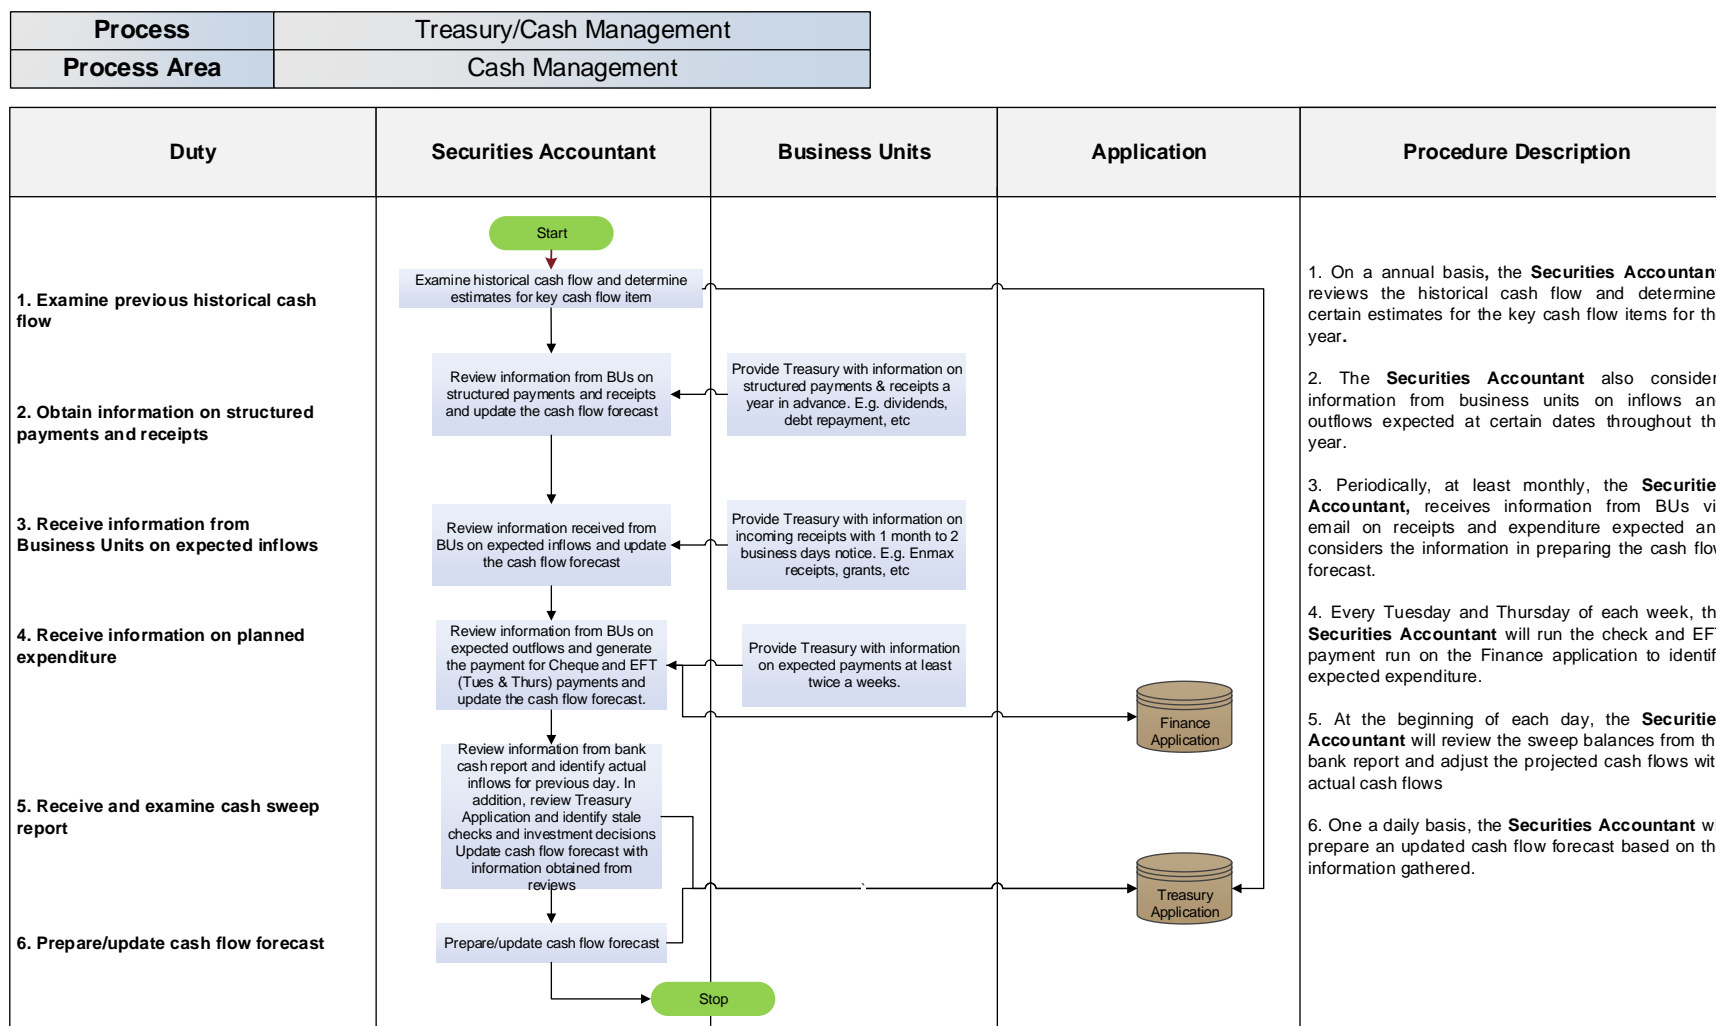 Process
Treasury/Cash Management
Process Area
Cash Management
Duty
Securities Accountant
Business Units
Application
Procedure Description
1. Examine previous historical cash
flow
2. Obtain information on structured
payments and receipts
3. Receive information from
Business Units on expected inflows
4. Receive information on planned
expenditure
5. Receive and examine cash sweep
report
6. Prepare/update cash flow forecast
Start
Examine historical cash flow and determine
estimates for key cash flow item
Review information from BUs on
structured payments and receipts
and update the cash flow forecast
Review information received from
BUs on expected inflows and update
the cash flow forecast
Review information from BUs on
expected outflows and generate
the payment for Cheque and EFT
(Tues & Thurs) payments and
update the cash flow forecast.
Review information from bank
cash report and identify actual
inflows for previous day. In
addition, review Treasury
Application and identify stale
checks and investment decisions
Update cash flow forecast with
information obtained from
reviews
Prepare/update cash flow forecast
Stop
Provide Treasury with information on
structured payments & receipts a
year in advance. E.g. dividends,
debt repayment, etc
Provide Treasury with information on
incoming receipts with 1 month to 2
business days notice. E.g. Enmax
receipts, grants, etc
Provide Treasury with information
on expected payments at least
twice a weeks.
Finance
Application
Treasury
Application
1. On a annual basis, the Securities Accountant
reviews the historical cash flow and determine
certain estimates for the key cash flow items for th
year.
2. The Securities Accountant also consider
information from business units on inflows an
outflows expected at certain dates throughout th
year.
3. Periodically, at least monthly, the Securitie
Accountant, receives information from BUs vi
email on receipts and expenditure expected an
considers the information in preparing the cash flow
forecast.
4. Every Tuesday and Thursday of each week, th
Securities Accountant will run the check and EFT
payment run on the Finance application to identif
expected expenditure.
5. At the beginning of each day, the Securitie
Accountant will review the sweep balances from th
bank report and adjust the projected cash flows wit
actual cash flows
6. One a daily basis, the Securities Accountant w
prepare an updated cash flow forecast based on th
information gathered.